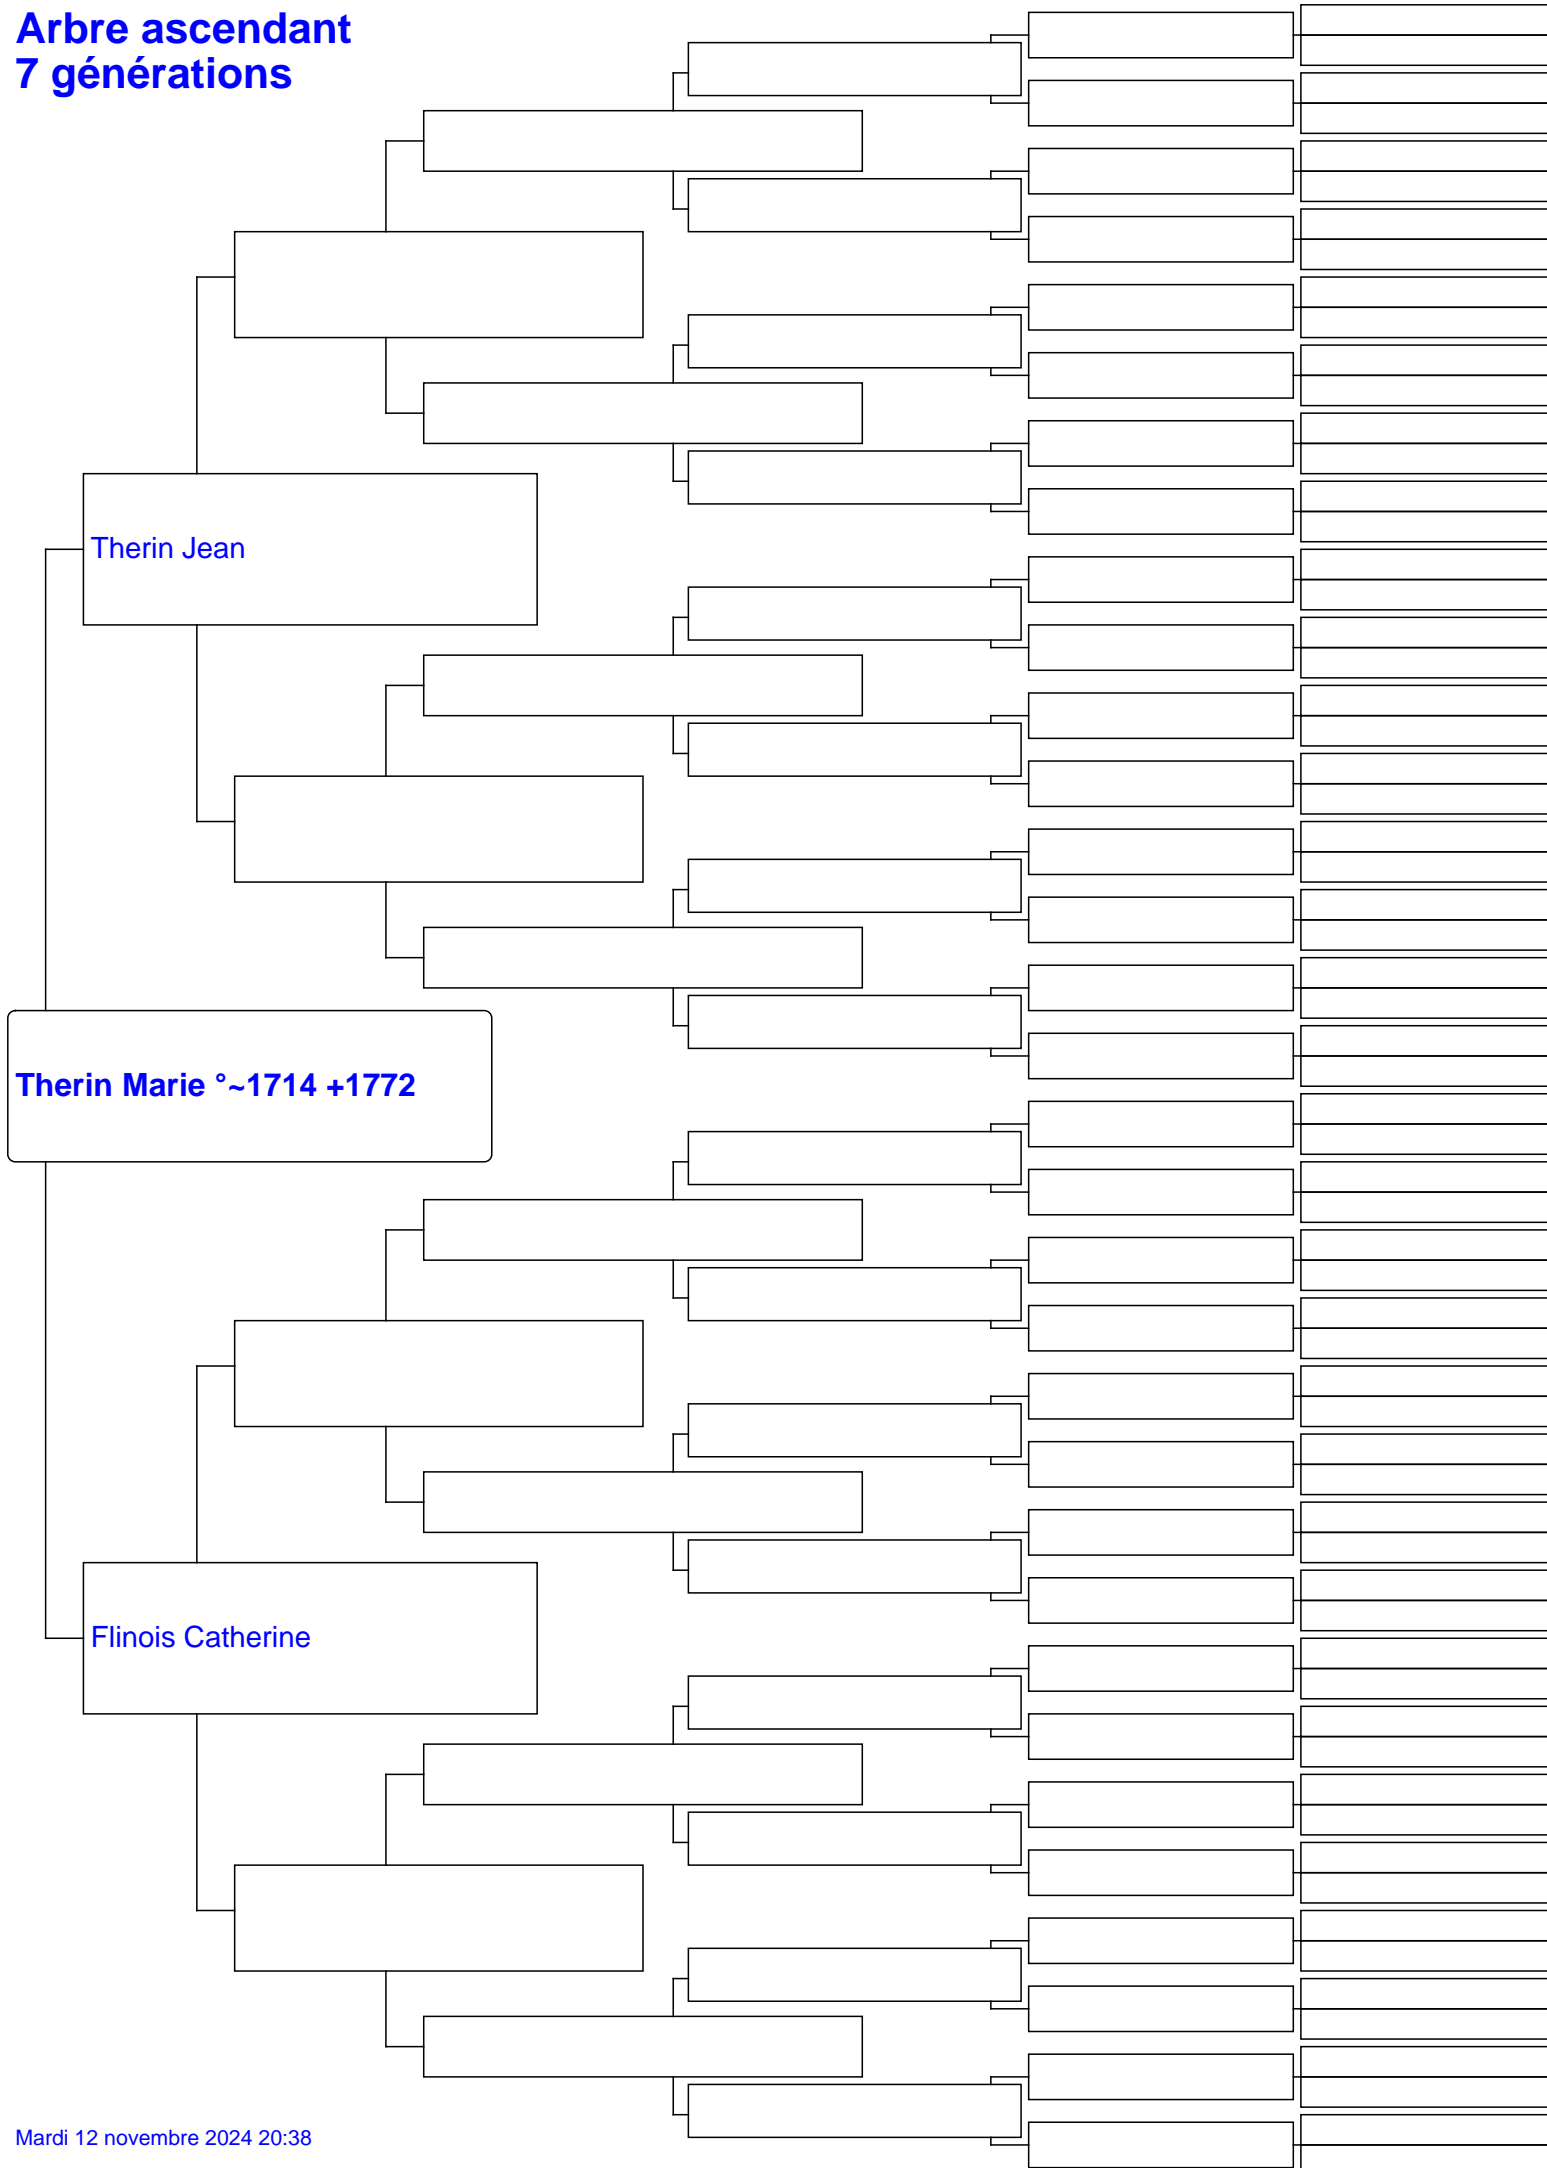 Arbre ascendant
7 générations
Therin Jean
Therin Marie °~1714 +1772
Flinois Catherine
Mardi 12 novembre 2024 20:38